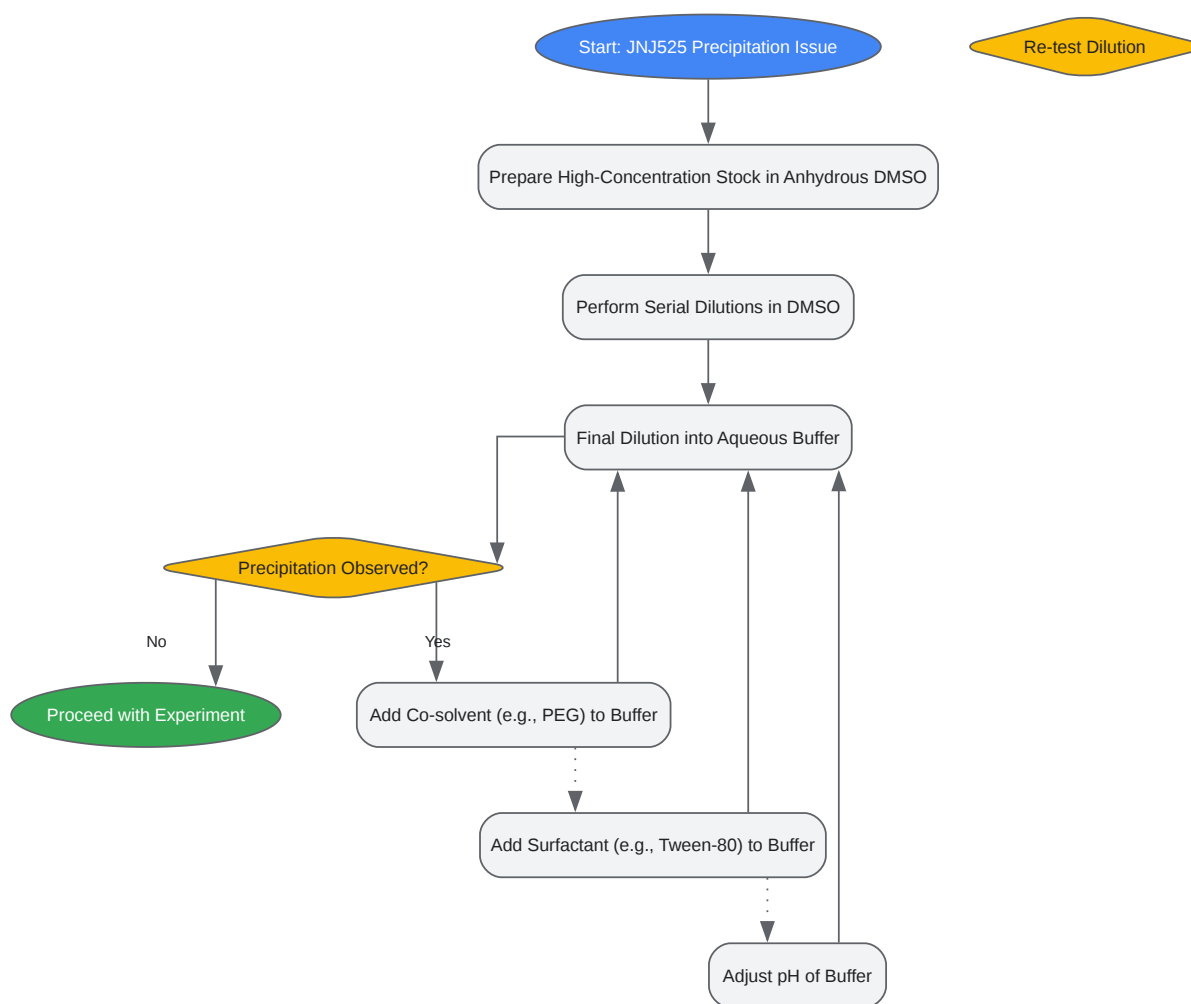 Start: JNJ525 Precipitation Issue
Re-test Dilution
Prepare High-Concentration Stock in Anhydrous DMSO
Perform Serial Dilutions in DMSO
Final Dilution into Aqueous Buffer
Precipitation Observed?
No
Yes
Proceed with Experiment
Add Co-solvent (e.g., PEG) to Buffer
Add Surfactant (e.g., Tween-80) to Buffer
Adjust pH of Buffer